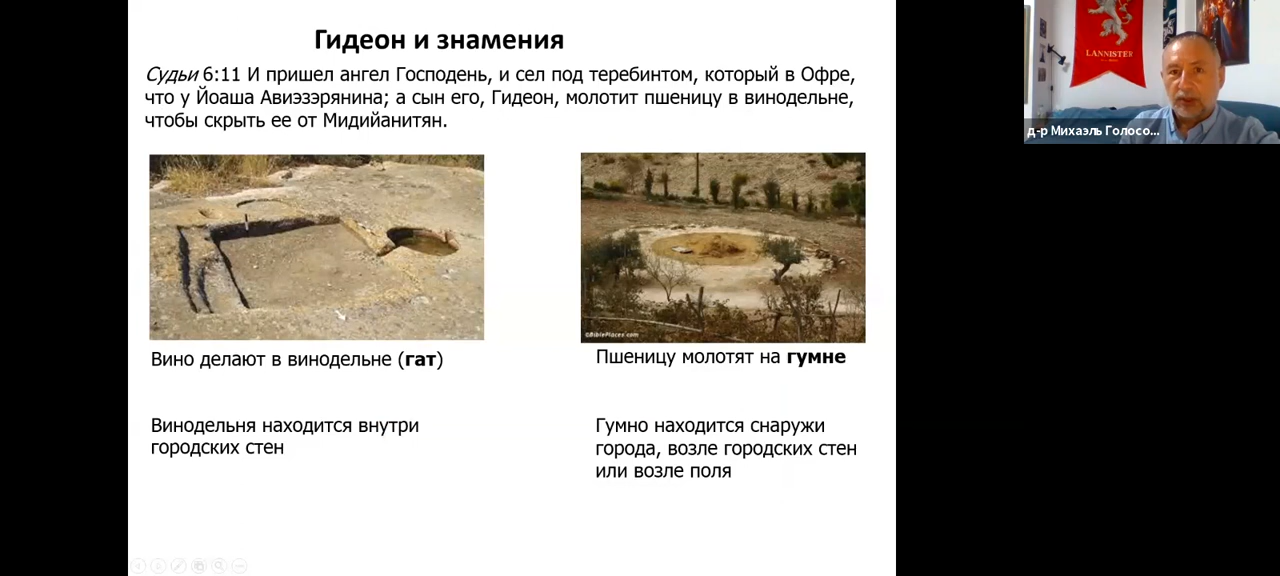 Гидеон и знамения
Судьи 6:11 И пришел ангел Господень, и сел под теребинтом, который в Офре,
что у Йоаша Авиэзэрянина; а сын его, Гидеон, молотит пшеницу в винодельне,
чтобы скрыть ее от Мидийанитян.
©BiblePlaces.com
Вино делают в винодельне (гат)
Пшеницу молотят на гумне
Винодельня находится внутри
городских стен
Гумно находится снаружи
города, возле городских стен
или возле поля
LANNISTER
д-р Михаэль Голосо...